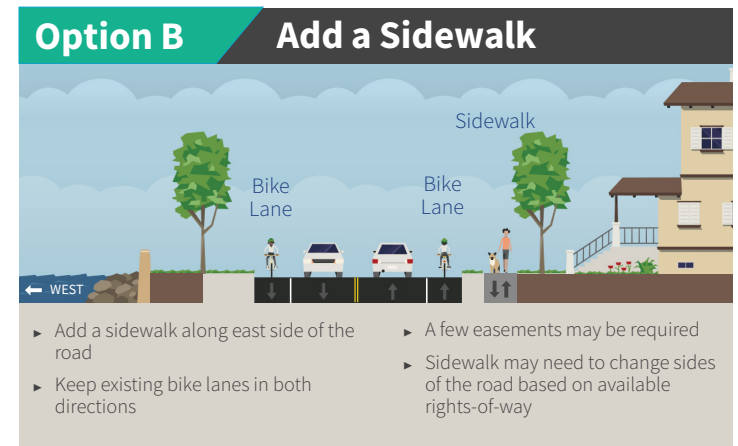 Option B
Add a Sidewalk
Sidewalk
Bike
Lane
Bike
Lane
← WEST
► Add a sidewalk along east side of the
road
► Keep existing bike lanes in both
directions
► A few easements may be required
► Sidewalk may need to change sides
of the road based on available
rights-of-way